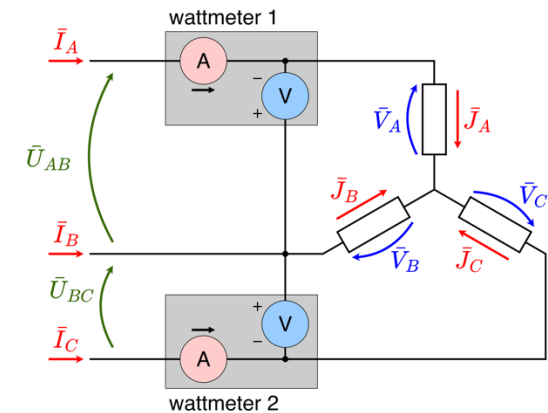 wattmeter 1
Ī_A
A
−
V
+
V̄_A
J̄_A
Ū_AB
J̄_B
V̄_C
Ī_B
V̄_B
J̄_C
Ū_BC
+
V
−
Ī_C
A
wattmeter 2